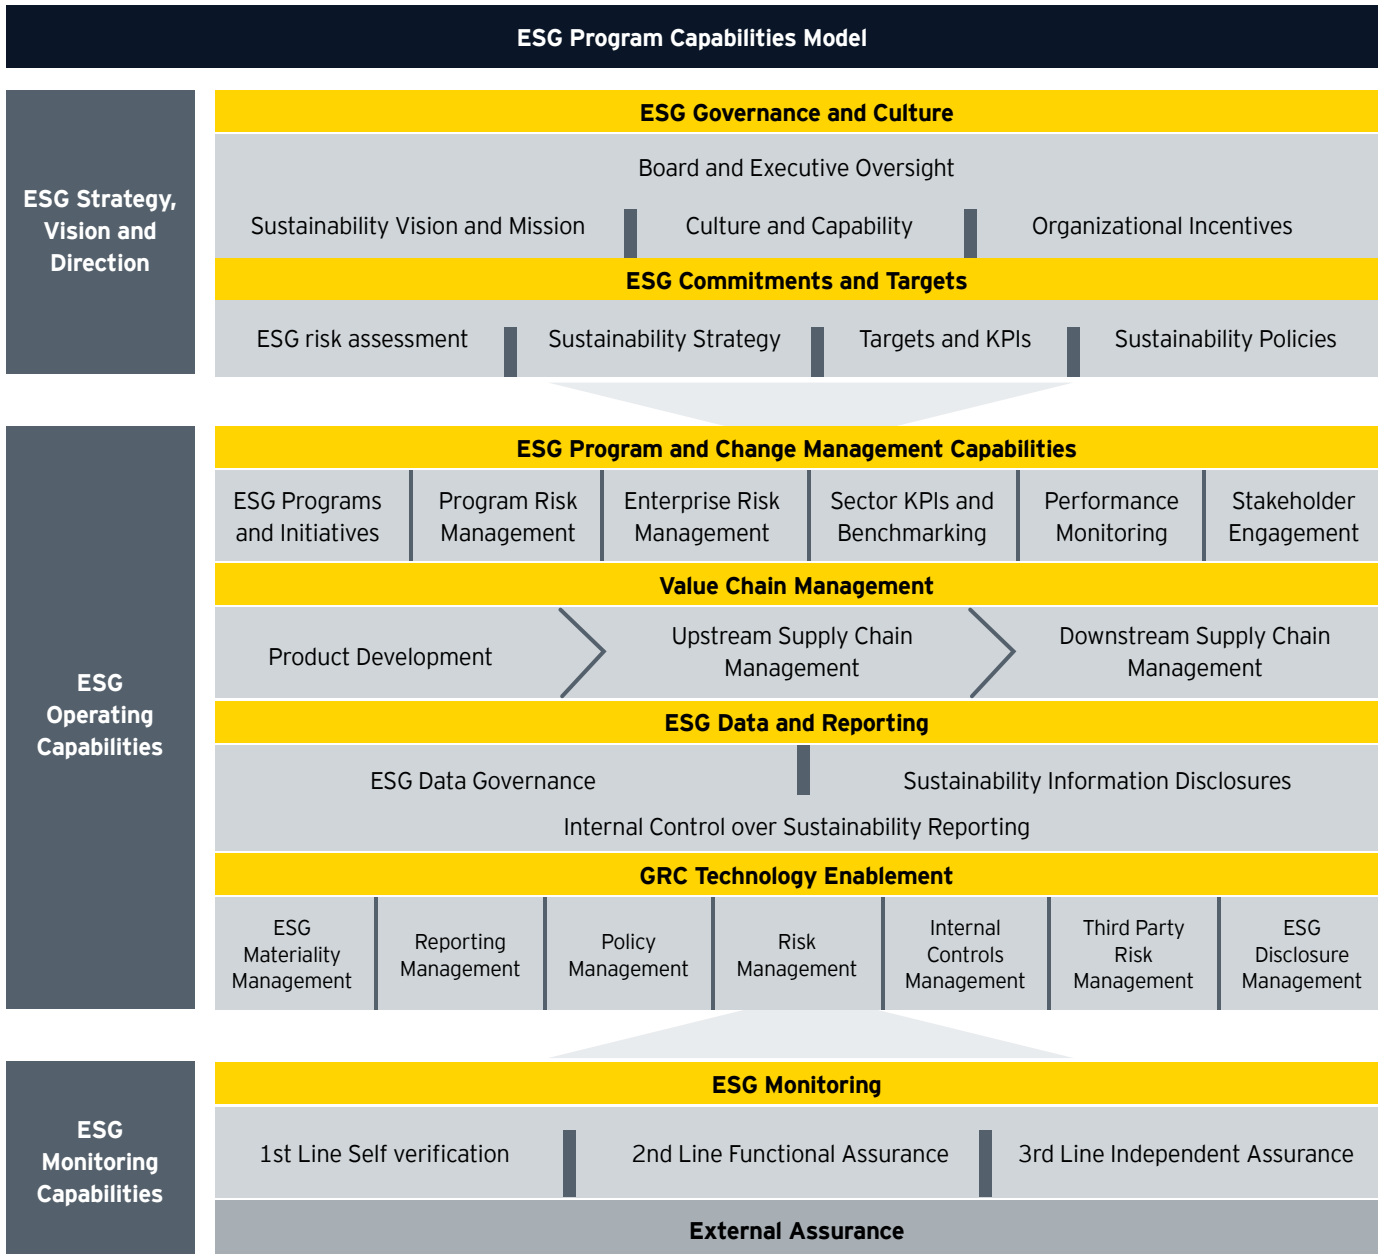 ESG Program Capabilities Model
ESG Strategy,
Vision and
Direction
ESG Governance and Culture
Board and Executive Oversight
Sustainability Vision and Mission
Culture and Capability
Organizational Incentives
ESG Commitments and Targets
ESG risk assessment
Sustainability Strategy
Targets and KPIs
Sustainability Policies
ESG
Operating
Capabilities
ESG Program and Change Management Capabilities
ESG Programs
and Initiatives
Program Risk
Management
Enterprise Risk
Management
Sector KPIs and
Benchmarking
Performance
Monitoring
Stakeholder
Engagement
Value Chain Management
Product Development
Upstream Supply Chain
Management
Downstream Supply Chain
Management
ESG Data and Reporting
ESG Data Governance
Sustainability Information Disclosures
Internal Control over Sustainability Reporting
GRC Technology Enablement
ESG
Materiality
Management
Reporting
Management
Policy
Management
Risk
Management
Internal
Controls
Management
Third Party
Risk
Management
ESG
Disclosure
Management
ESG
Monitoring
Capabilities
ESG Monitoring
1st Line Self verification
2nd Line Functional Assurance
3rd Line Independent Assurance
External Assurance